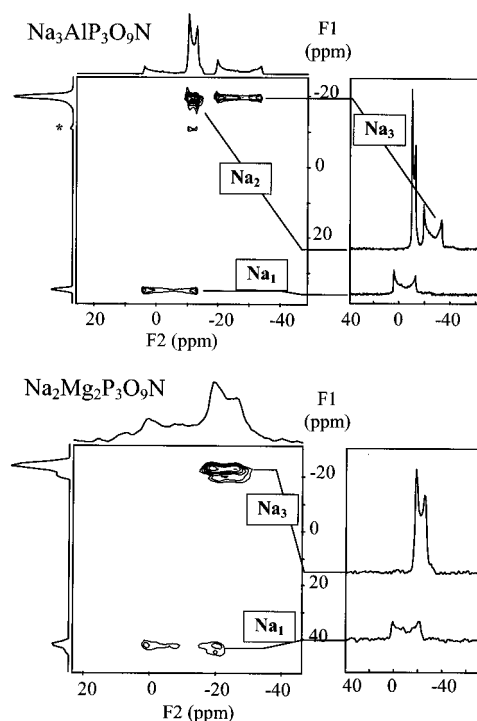 Na₃AlP₃O₉N
F1
(ppm)
-20
0
20
*
Na₃
Na₂
Na₁
20 0 -20 -40
F2 (ppm)
40 0 -40
Na₂Mg₂P₃O₉N
F1
(ppm)
-20
0
20
40
Na₃
Na₁
0 -20 -40
F2 (ppm)
40 0 -40